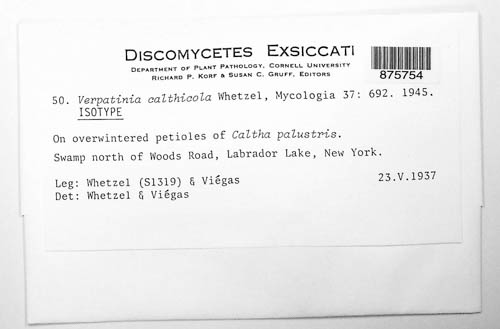 DISCOMYCETES EXSICCATI
DEPARTMENT OF PLANT PATHOLOGY, CORNELL UNIVERSITY
RICHARD P. KORF & SUSAN C. GRUFF, EDITORS
875754
50. Verpatinia calthicola Whetzel, Mycologia 37: 692. 1945.
ISOTYPE
On overwintered petioles of Caltha palustris.
Swamp north of Woods Road, Labrador Lake, New York.
Leg: Whetzel (S1319) & Viégas 23.V.1937
Det: Whetzel & Viégas